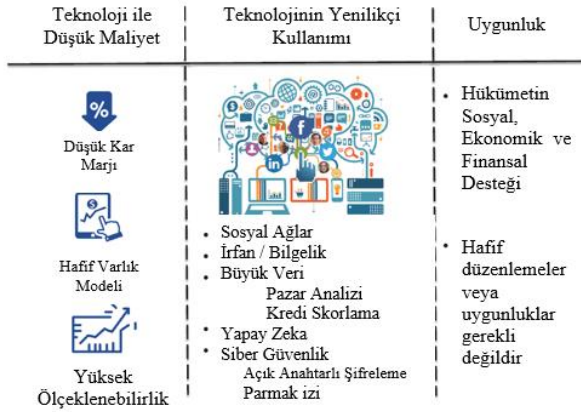 Teknoloji ile
Düşük Maliyet
%
Düşük Kar
Marjı
$
Hafif Varlık
Modeli
Yüksek
Ölçeklenebilirlik
Teknolojinin Yenilikçi
Kullanımı
f
in
• Sosyal Ağlar
• İrfan / Bilgelik
• Büyük Veri
Pazar Analizi
Kredi Skorlama
• Yapay Zeka
• Siber Güvenlik
Açık Anahtarlı Şifreleme
Parmak izi
Uygunluk
• Hükümetin
Sosyal,
Ekonomik ve
Finansal
Desteği
• Hafif
düzenlemeler
veya
uygunluklar
gerekli
değildir